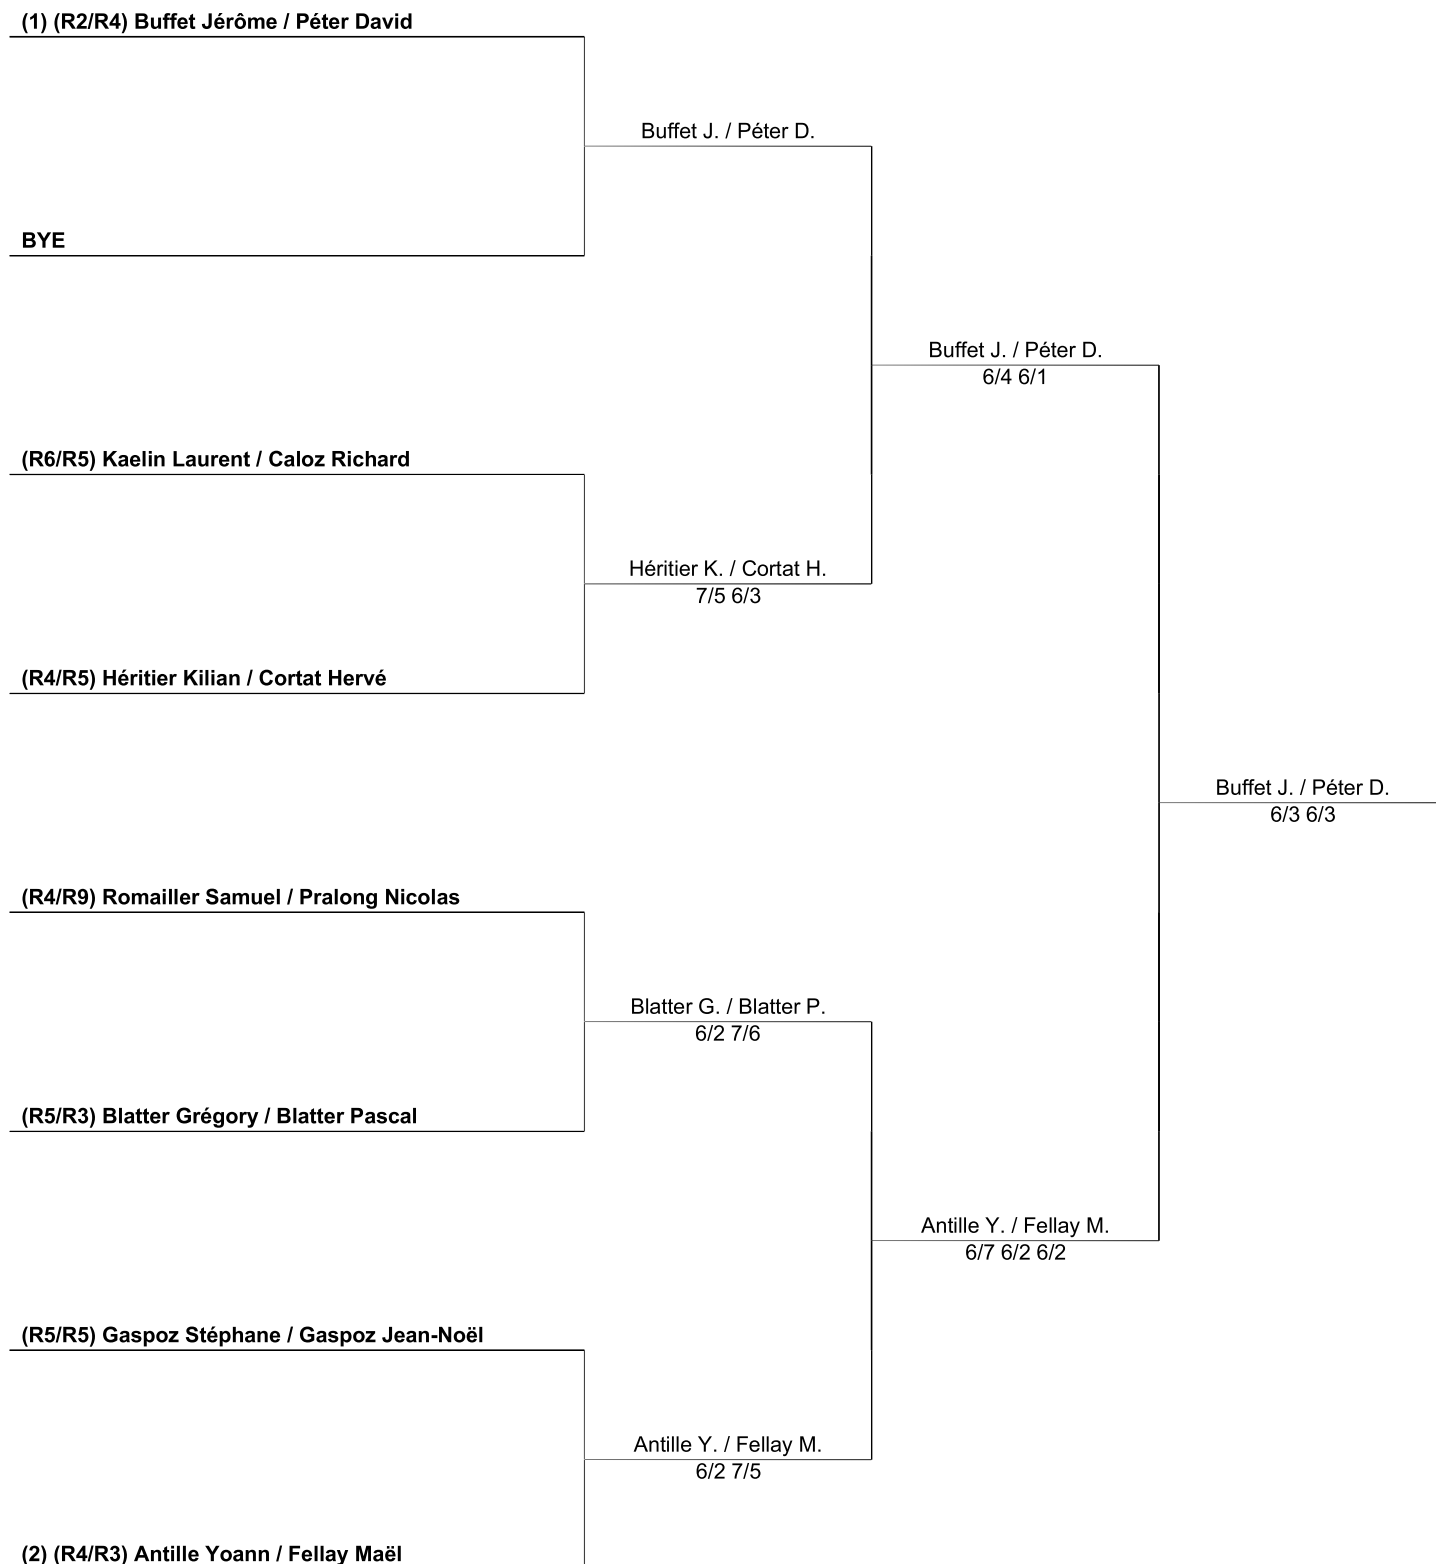 (1) (R2/R4) Buffet Jérôme / Péter David
Buffet J. / Péter D.
BYE
Buffet J. / Péter D.
6/4 6/1
(R6/R5) Kaelin Laurent / Caloz Richard
Héritier K. / Cortat H.
7/5 6/3
(R4/R5) Héritier Kilian / Cortat Hervé
Buffet J. / Péter D.
6/3 6/3
(R4/R9) Romailler Samuel / Pralong Nicolas
Blatter G. / Blatter P.
6/2 7/6
(R5/R3) Blatter Grégory / Blatter Pascal
Antille Y. / Fellay M.
6/7 6/2 6/2
(R5/R5) Gaspoz Stéphane / Gaspoz Jean-Noël
Antille Y. / Fellay M.
6/2 7/5
(2) (R4/R3) Antille Yoann / Fellay Maël